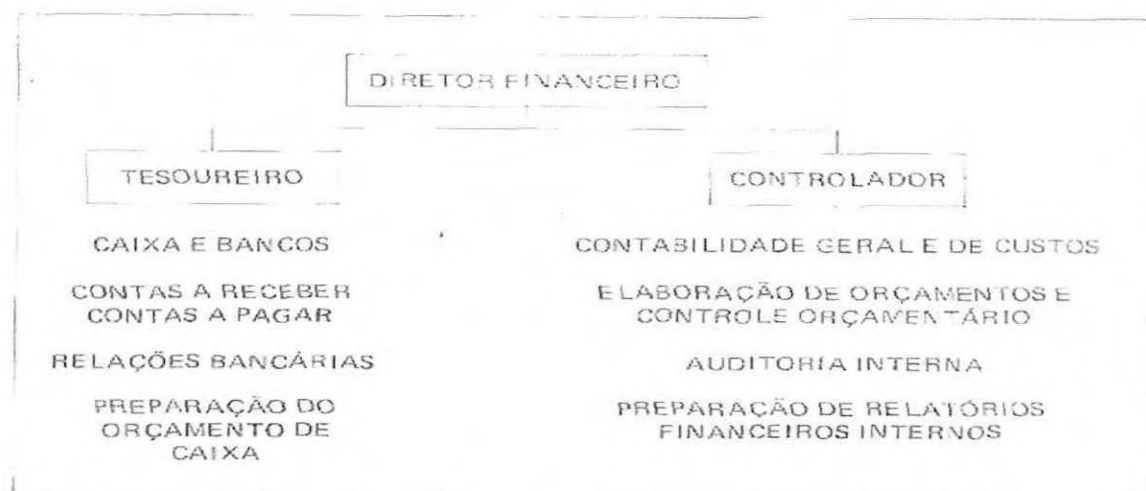 DIRETOR FINANCEIRO
TESOUREIRO
CAIXA E BANCOS
CONTAS A RECEBER
CONTAS A PAGAR
RELAÇÕES BANCÁRIAS
PREPARAÇÃO DO
ORÇAMENTO DE
CAIXA
CONTROLADOR
CONTABILIDADE GERAL E DE CUSTOS
ELABORAÇÃO DE ORÇAMENTOS E
CONTROLE ORÇAMENTÁRIO
AUDITORIA INTERNA
PREPARAÇÃO DE RELATÓRIOS
FINANCEIROS INTERNOS